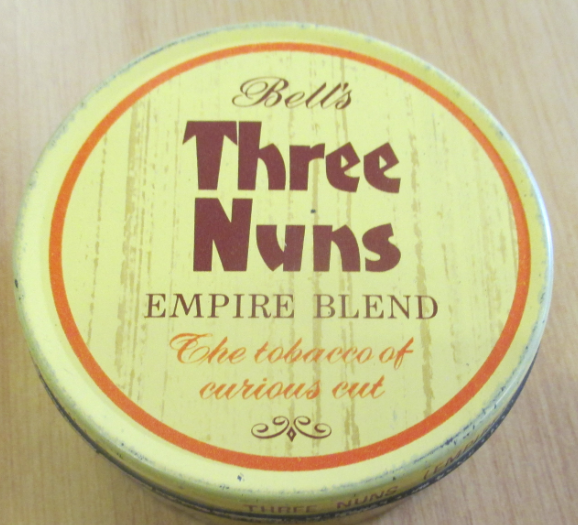 Bell's
Three
Nuns
EMPIRE BLEND
The tobacco of
curious cut
THREE NUNS